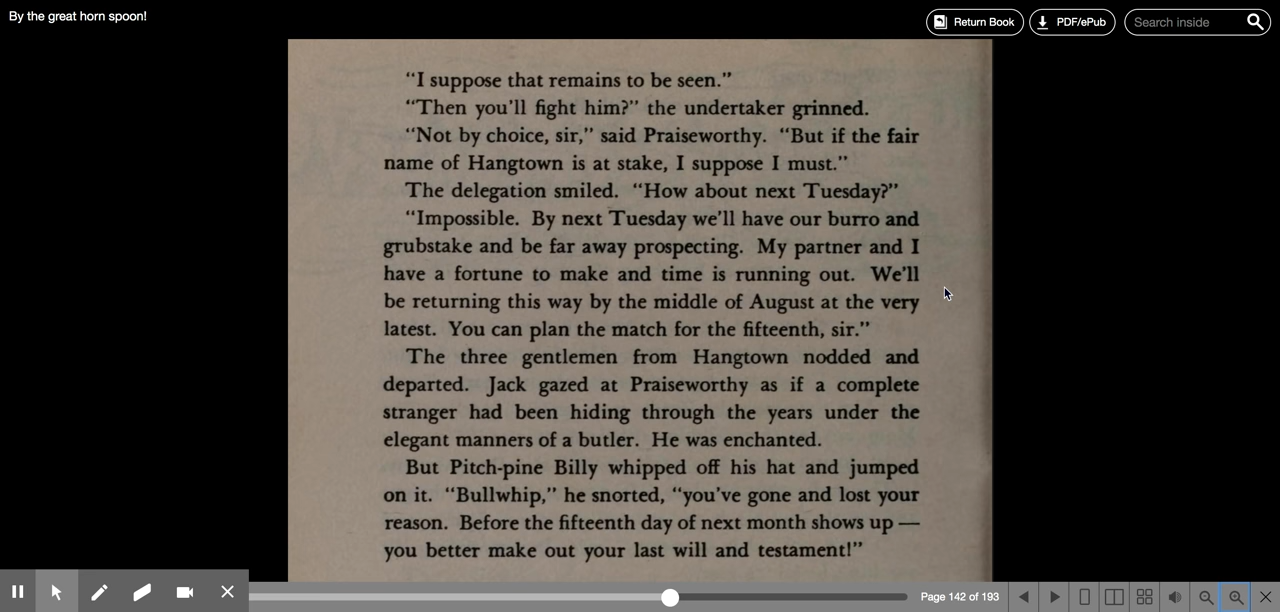 By the great horn spoon!
Return Book
PDF/ePub
Search inside
“I suppose that remains to be seen.”
“Then you’ll fight him?” the undertaker grinned.
“Not by choice, sir,” said Praiseworthy. “But if the fair
name of Hangtown is at stake, I suppose I must.”
The delegation smiled. “How about next Tuesday?”
“Impossible. By next Tuesday we’ll have our burro and
grubstake and be far away prospecting. My partner and I
have a fortune to make and time is running out. We’ll
be returning this way by the middle of August at the very
latest. You can plan the match for the fifteenth, sir.”
The three gentlemen from Hangtown nodded and
departed. Jack gazed at Praiseworthy as if a complete
stranger had been hiding through the years under the
elegant manners of a butler. He was enchanted.
But Pitch-pine Billy whipped off his hat and jumped
on it. “Bullwhip,” he snorted, “you’ve gone and lost your
reason. Before the fifteenth day of next month shows up —
you better make out your last will and testament!”
Page 142 of 193